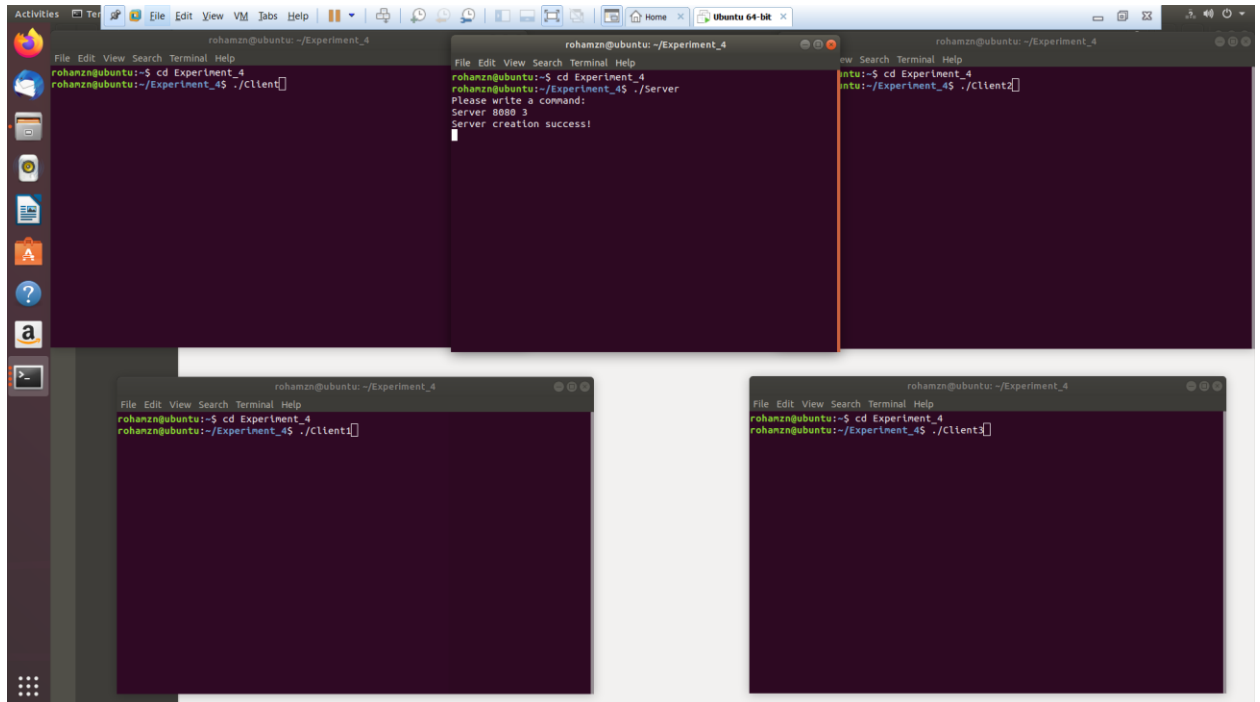 Activities Ter File Edit View VM Tabs Help Home × Ubuntu 64-bit ×
rohamzn@ubuntu: ~/Experiment_4
File Edit View Search Terminal Help
rohamzn@ubuntu:~$ cd Experiment_4
rohamzn@ubuntu:~/Experiment_4$ ./Client
rohamzn@ubuntu: ~/Experiment_4
File Edit View Search Terminal Help
rohamzn@ubuntu:~$ cd Experiment_4
rohamzn@ubuntu:~/Experiment_4$ ./Server
Please write a command:
Server 8080 3
Server creation success!
rohamzn@ubuntu: ~/Experiment_4
ew Search Terminal Help
untu:~$ cd Experiment_4
untu:~/Experiment_4$ ./Client2
rohamzn@ubuntu: ~/Experiment_4
File Edit View Search Terminal Help
rohamzn@ubuntu:~$ cd Experiment_4
rohamzn@ubuntu:~/Experiment_4$ ./Client1
rohamzn@ubuntu: ~/Experiment_4
File Edit View Search Terminal Help
rohamzn@ubuntu:~$ cd Experiment_4
rohamzn@ubuntu:~/Experiment_4$ ./Client3